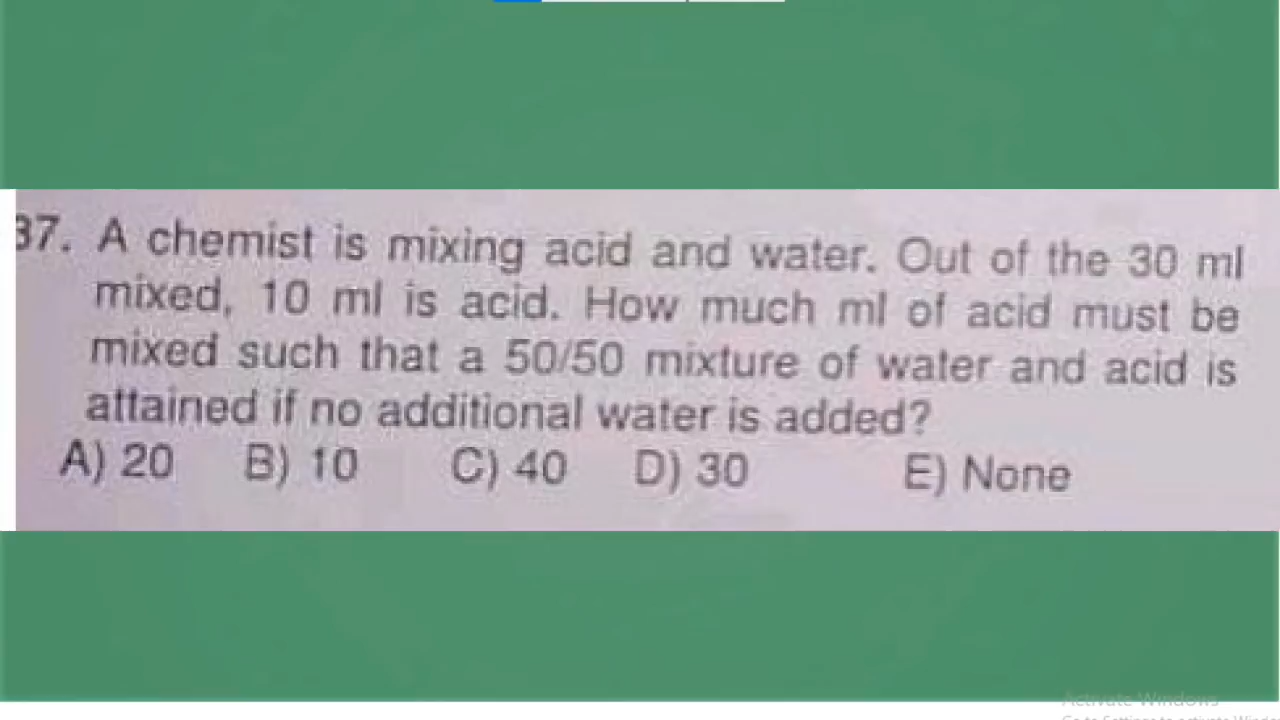 37. A chemist is mixing acid and water. Out of the 30 ml
mixed, 10 ml is acid. How much ml of acid must be
mixed such that a 50/50 mixture of water and acid is
attained if no additional water is added?
A) 20 B) 10 C) 40 D) 30 E) None
Activate Windows